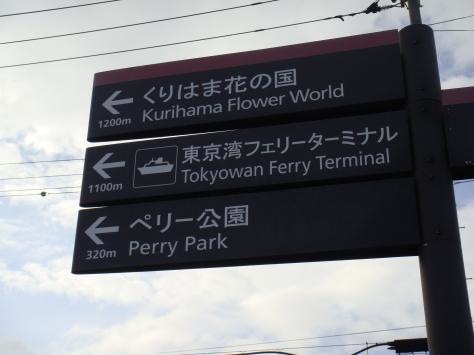 くりはま花の国
Kurihama Flower World
1200m
東京湾フェリーターミナル
Tokyowan Ferry Terminal
1100m
ペリー公園
Perry Park
320m